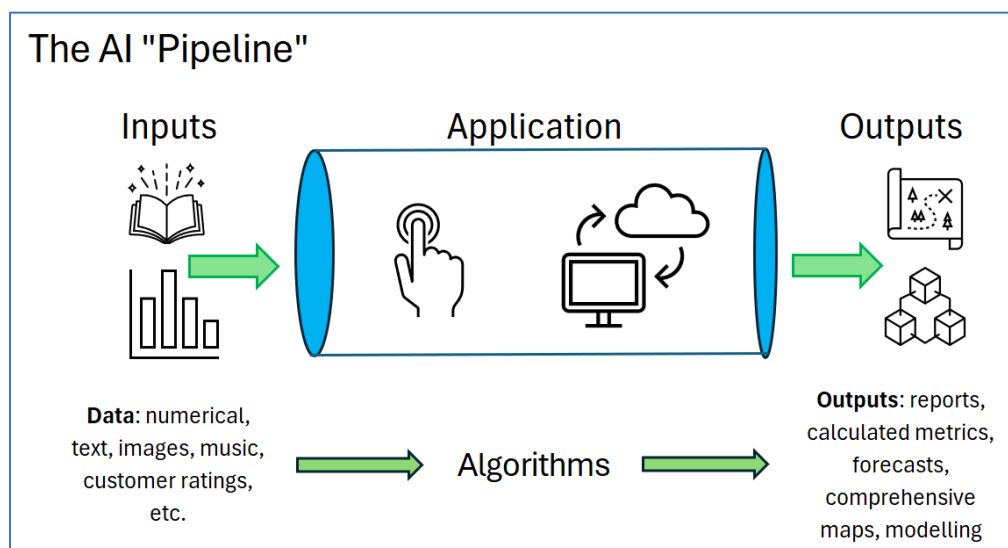 The AI "Pipeline"
Inputs
Application
Outputs
Data: numerical,
text, images, music,
customer ratings,
etc.
Algorithms
Outputs: reports,
calculated metrics,
forecasts,
comprehensive
maps, modelling